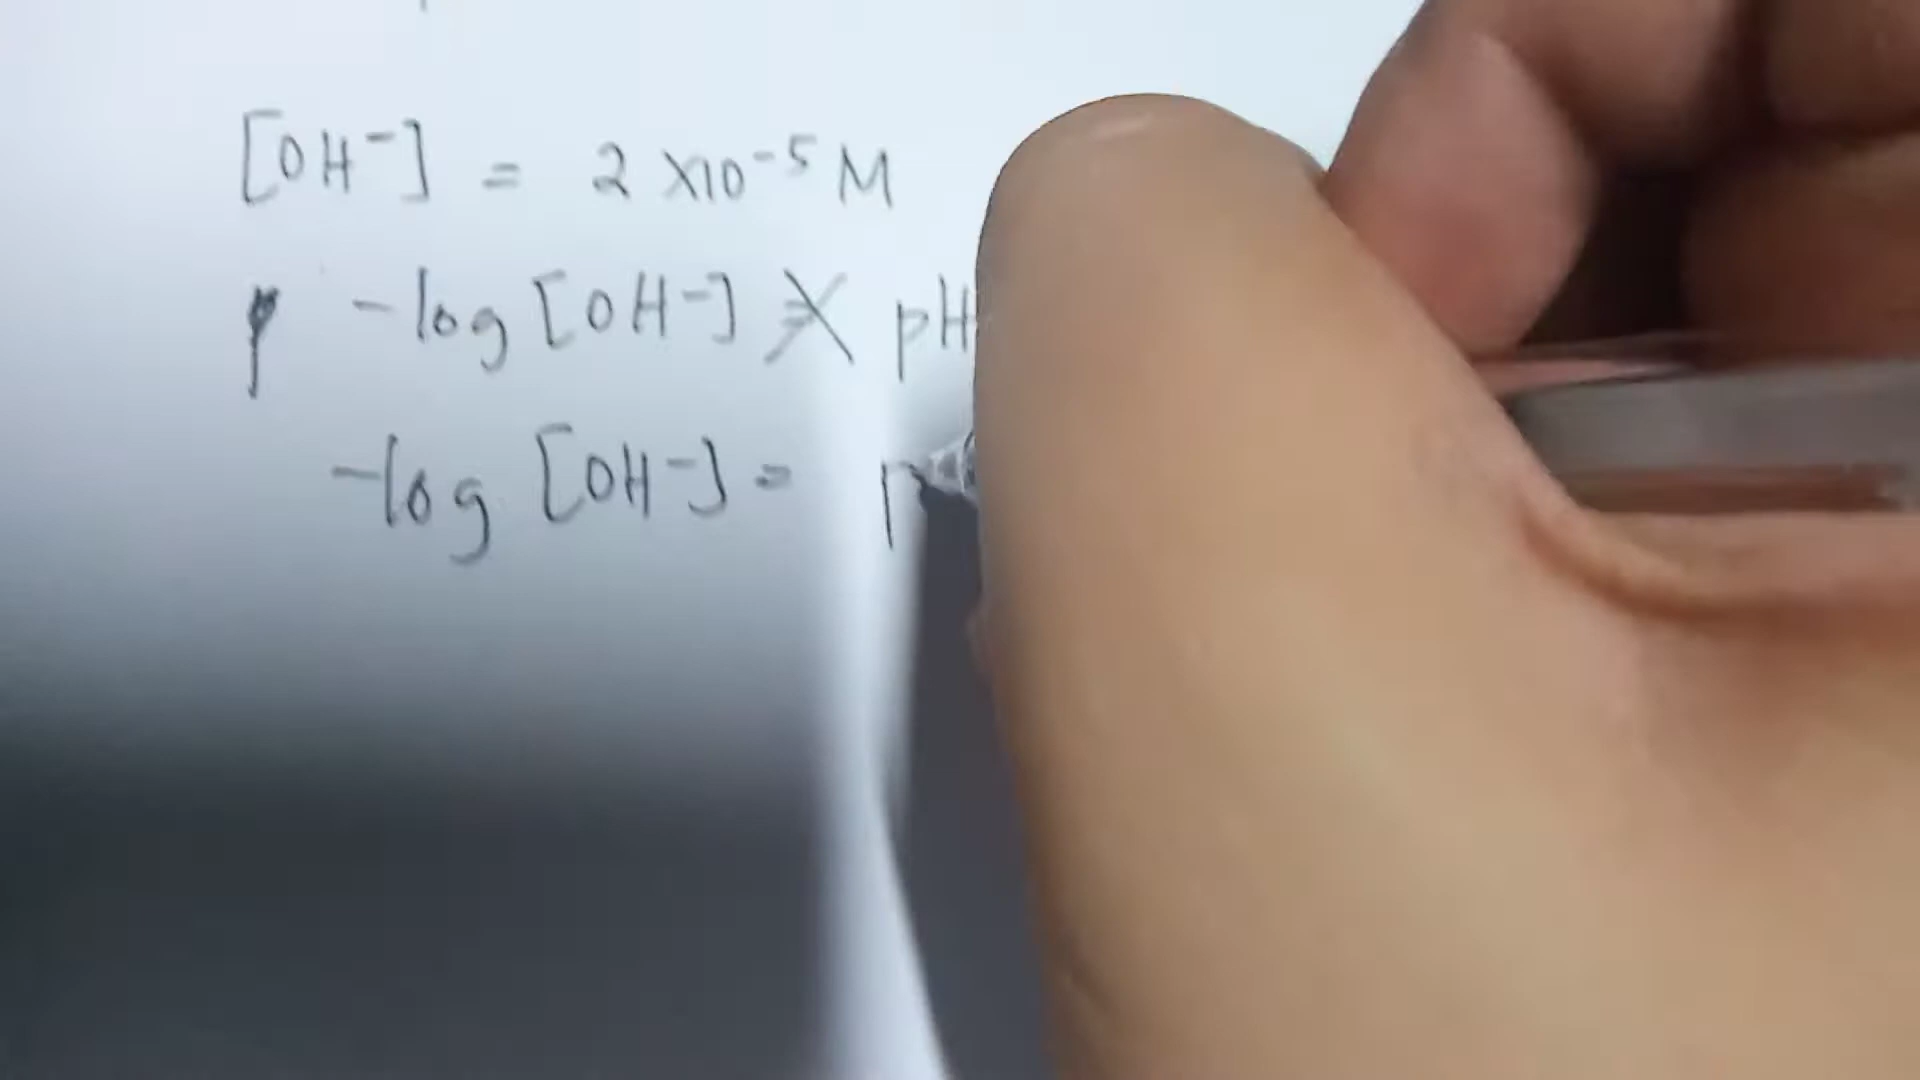 [OH⁻] = 2 x10⁻⁵ M
-log [OH⁻] ≠ pH
-log [OH⁻] = p